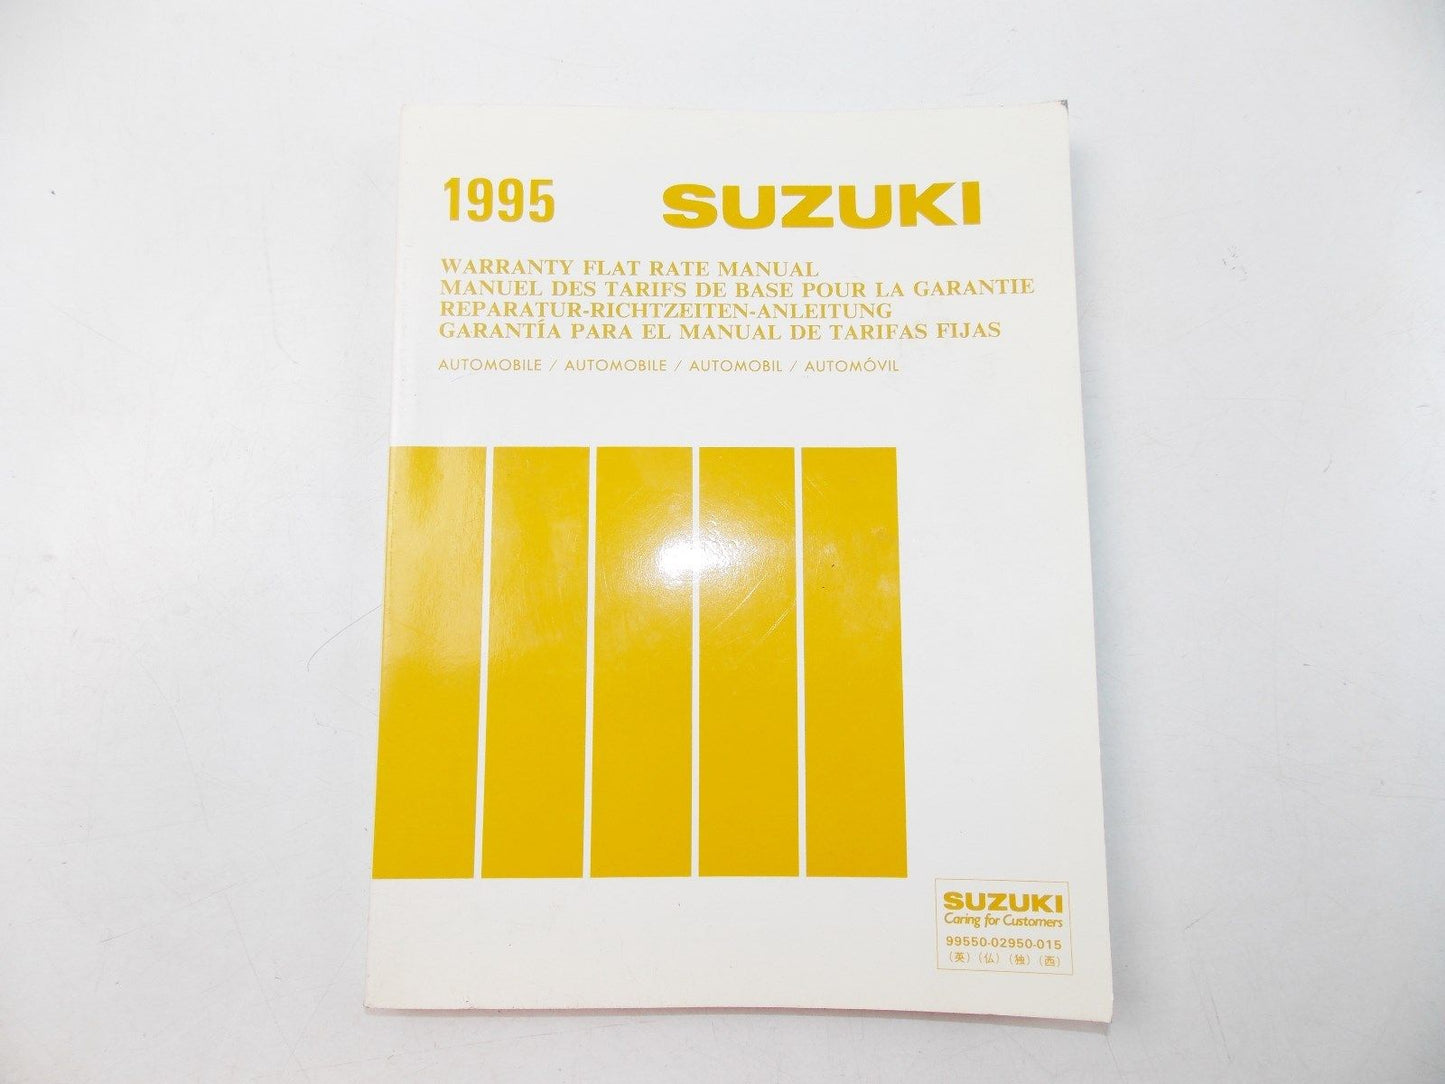 1995 SUZUKI
WARRANTY FLAT RATE MANUAL
MANUEL DES TARIFS DE BASE POUR LA GARANTIE
REPARATUR-RICHTZEITEN-ANLEITUNG
GARANTÍA PARA EL MANUAL DE TARIFAS FIJAS
AUTOMOBILE / AUTOMOBILE / AUTOMOBIL / AUTOMÓVIL
SUZUKI
Caring for Customers
99550-02950-015
（英）（仏）（独）（西）